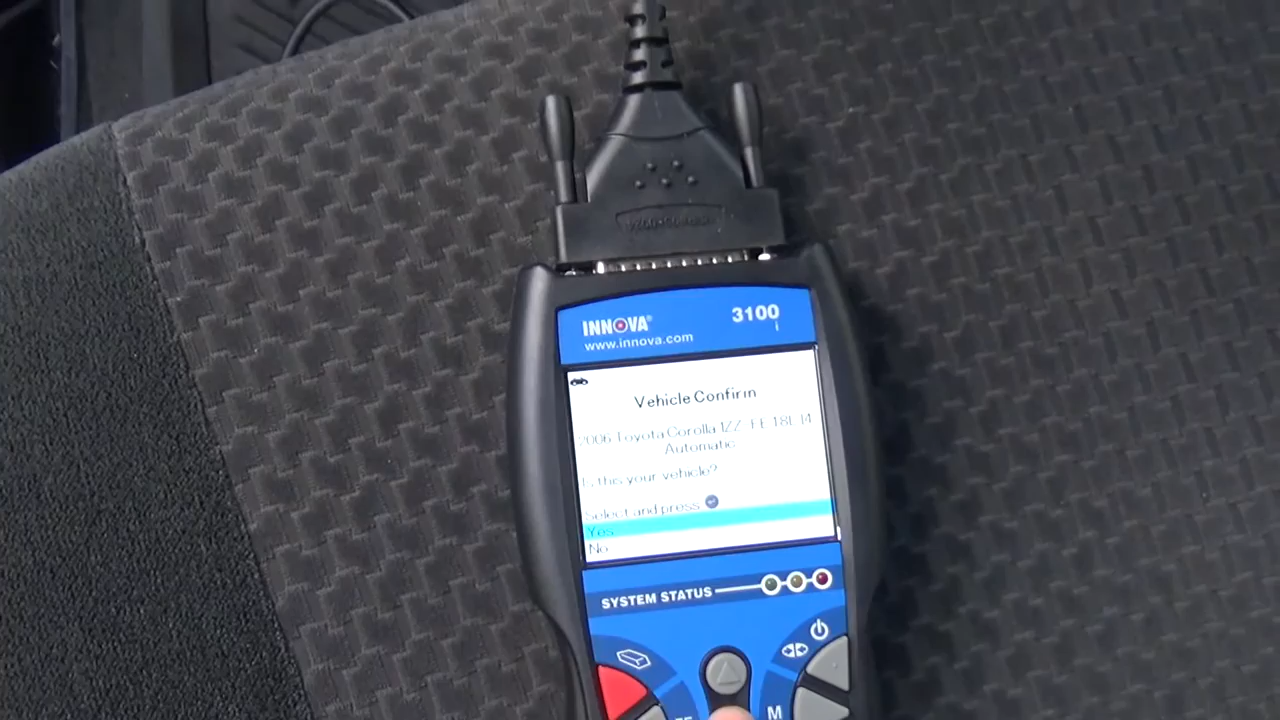 INNOVA® 3100
i
www.innova.com
Vehicle Confirm
2006 Toyota Corolla 1ZZ-FE 1.8L I4
Automatic
Is this your vehicle?
Select and press
Yes
No
SYSTEM STATUS
M